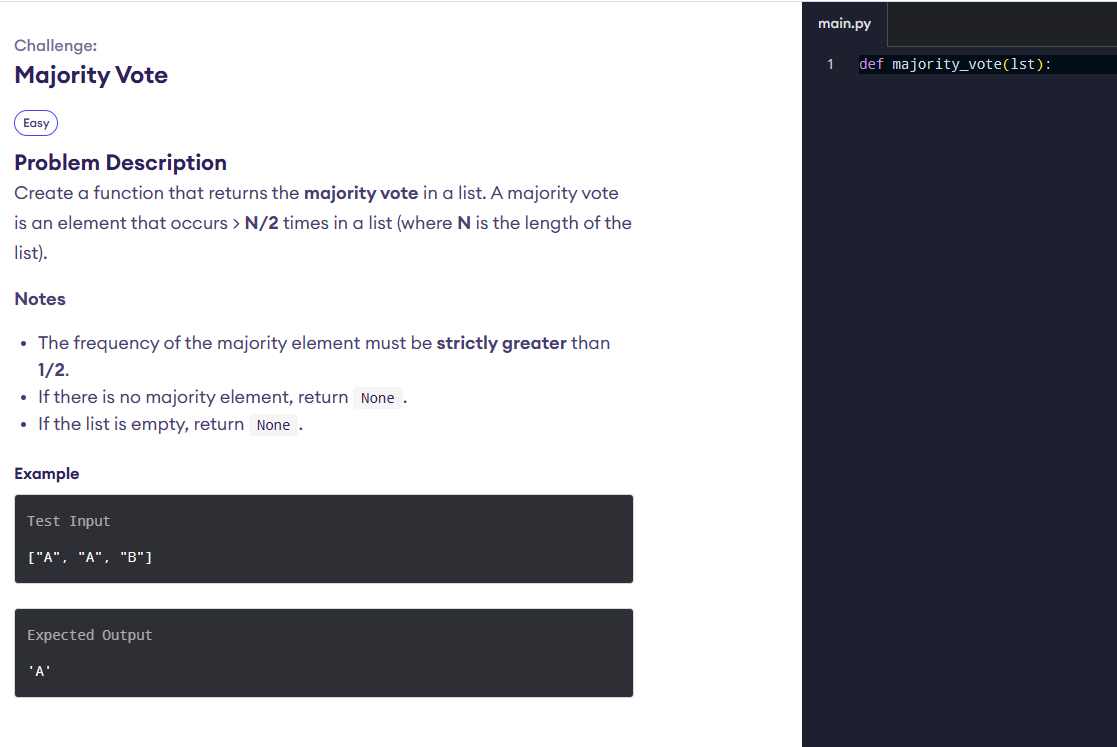 Challenge:
Majority Vote
Easy
Problem Description
Create a function that returns the majority vote in a list. A majority vote
is an element that occurs > N/2 times in a list (where N is the length of the
list).
Notes
• The frequency of the majority element must be strictly greater than
1/2.
• If there is no majority element, return None .
• If the list is empty, return None .
Example
Test Input
["A", "A", "B"]
Expected Output
'A'
main.py
1 def majority_vote(lst):